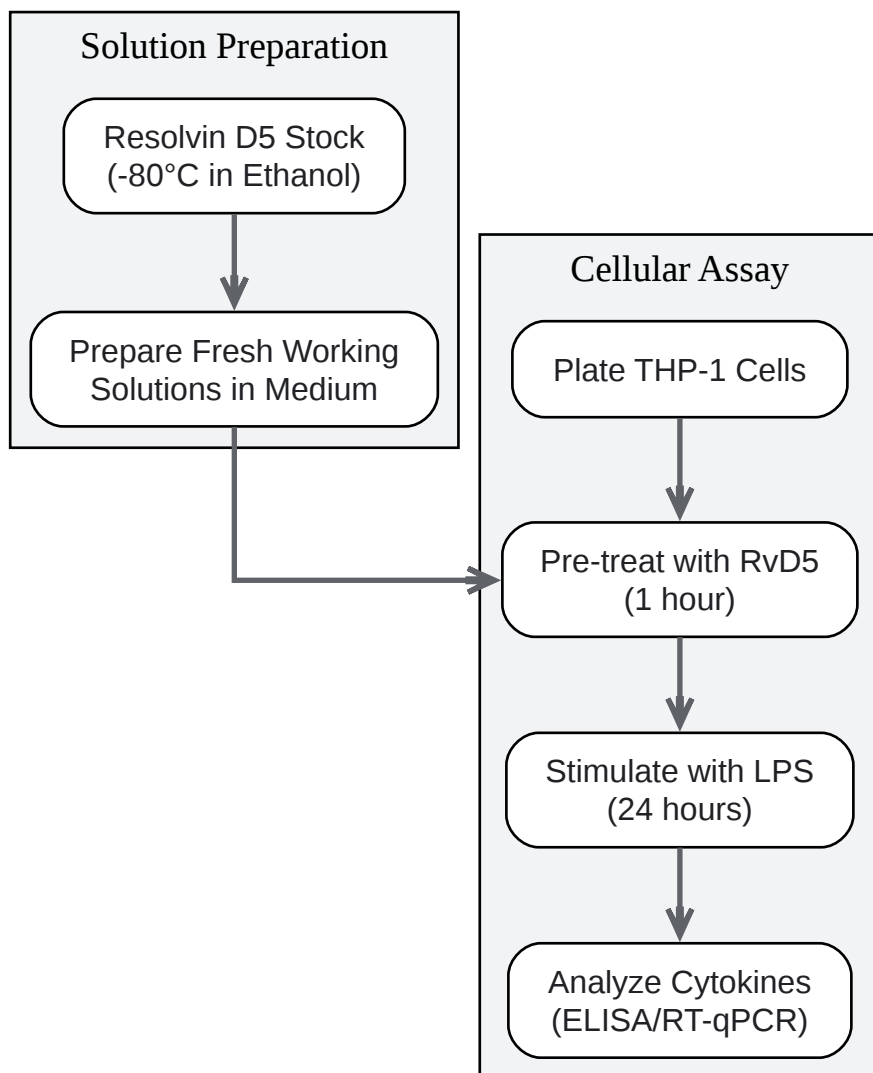 Solution Preparation
Resolvin D5 Stock
(-80°C in Ethanol)
Prepare Fresh Working
Solutions in Medium
Cellular Assay
Plate THP-1 Cells
Pre-treat with RvD5
(1 hour)
Stimulate with LPS
(24 hours)
Analyze Cytokines
(ELISA/RT-qPCR)